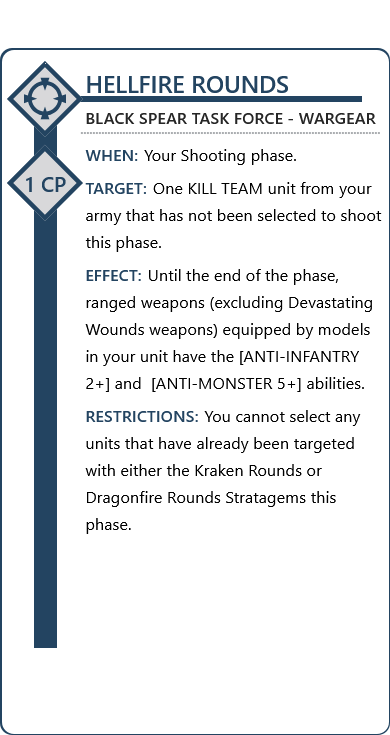 HELLFIRE ROUNDS
BLACK SPEAR TASK FORCE - WARGEAR
1 CP
WHEN: Your Shooting phase.
TARGET: One KILL TEAM unit from your
army that has not been selected to shoot
this phase.
EFFECT: Until the end of the phase,
ranged weapons (excluding Devastating
Wounds weapons) equipped by models
in your unit have the [ANTI-INFANTRY
2+] and [ANTI-MONSTER 5+] abilities.
RESTRICTIONS: You cannot select any
units that have already been targeted
with either the Kraken Rounds or
Dragonfire Rounds Stratagems this
phase.